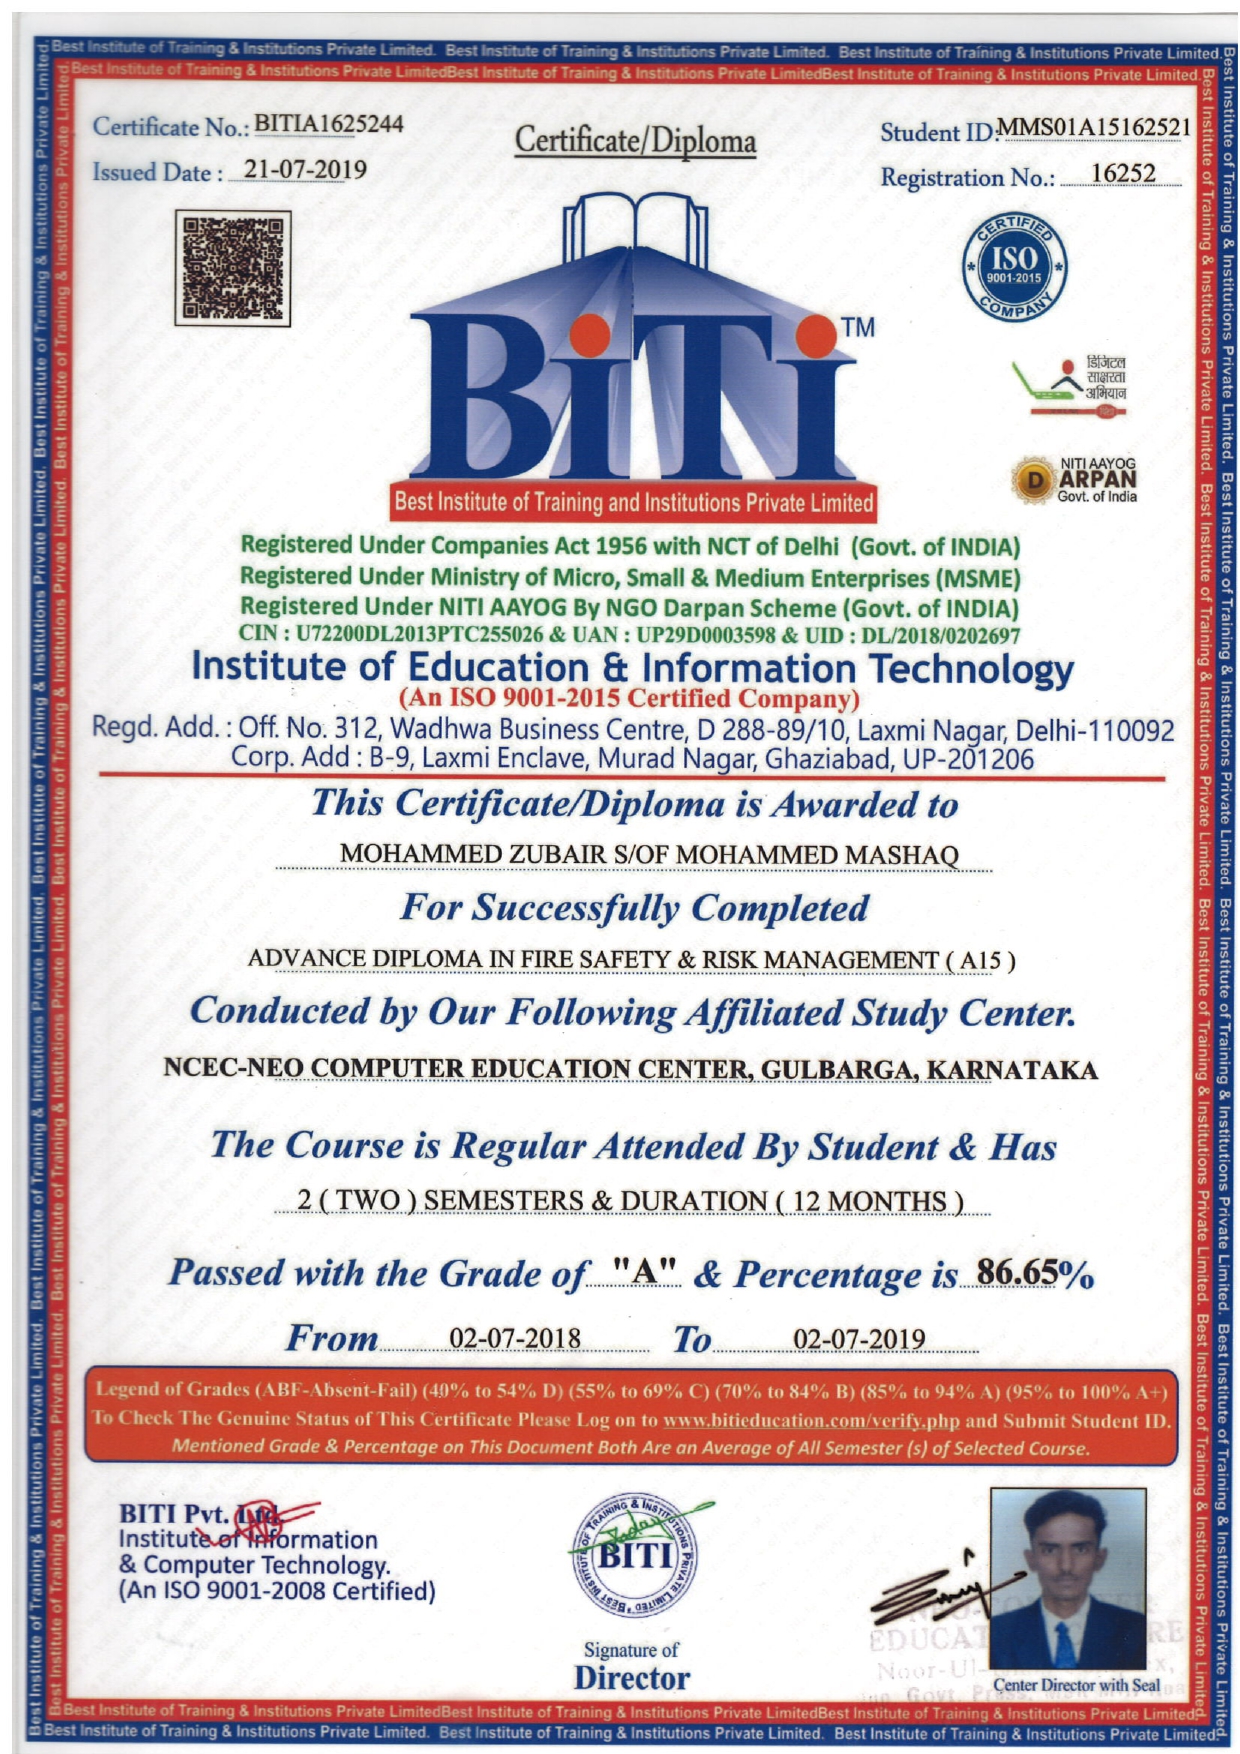 Best Institute of Training & Institutions Private Limited. Best Institute of Training & Institutions Private Limited. Best Institute of Training & Institutions Private Limited.
Best Institute of Training & Institutions Private LimitedBest Institute of Training & Institutions Private LimitedBest Institute of Training & Institutions Private Limited.
Certificate No.: BITIA1625244
Certificate/Diploma
Student ID: MMS01A15162521
Issued Date : 21-07-2019
Registration No.: 16252
CERTIFIED
ISO
9001-2015
COMPANY
BiTi TM
डिजिटल
साक्षरता
अभियान
NITI AAYOG
D ARPAN
Govt. of India
Best Institute of Training and Institutions Private Limited
Registered Under Companies Act 1956 with NCT of Delhi (Govt. of INDIA)
Registered Under Ministry of Micro, Small & Medium Enterprises (MSME)
Registered Under NITI AAYOG By NGO Darpan Scheme (Govt. of INDIA)
CIN : U72200DL2013PTC255026 & UAN : UP29D0003598 & UID : DL/2018/0202697
Institute of Education & Information Technology
(An ISO 9001-2015 Certified Company)
Regd. Add. : Off. No. 312, Wadhwa Business Centre, D 288-89/10, Laxmi Nagar, Delhi-110092
Corp. Add : B-9, Laxmi Enclave, Murad Nagar, Ghaziabad, UP-201206
This Certificate/Diploma is Awarded to
MOHAMMED ZUBAIR S/OF MOHAMMED MASHAQ
For Successfully Completed
ADVANCE DIPLOMA IN FIRE SAFETY & RISK MANAGEMENT ( A15 )
Conducted by Our Following Affiliated Study Center.
NCEC-NEO COMPUTER EDUCATION CENTER, GULBARGA, KARNATAKA
The Course is Regular Attended By Student & Has
2 ( TWO ) SEMESTERS & DURATION ( 12 MONTHS )
Passed with the Grade of "A" & Percentage is 86.65%
From 02-07-2018 To 02-07-2019
Legend of Grades (ABF-Absent-Fail) (40% to 54% D) (55% to 69% C) (70% to 84% B) (85% to 94% A) (95% to 100% A+)
To Check The Genuine Status of This Certificate Please Log on to www.bitieducation.com/verify.php and Submit Student ID.
Mentioned Grade & Percentage on This Document Both Are an Average of All Semester (s) of Selected Course.
BITI Pvt. Ltd.
Institute of Information
& Computer Technology.
(An ISO 9001-2008 Certified)
BEST INSTITUTE OF TRAINING & INSTITUTIONS PRIVATE LIMITED
BITI
Signature of
Director
EDUCAT
Noor-Ul-
Govt. Press,
Center Director with Seal
Best Institute of Training & Institutions Private LimitedBest Institute of Training & Institutions Private LimitedBest Institute of Training & Institutions Private Limited
Best Institute of Training & Institutions Private Limited. Best Institute of Training & Institutions Private Limited. Best Institute of Training & Institutions Private Limited.